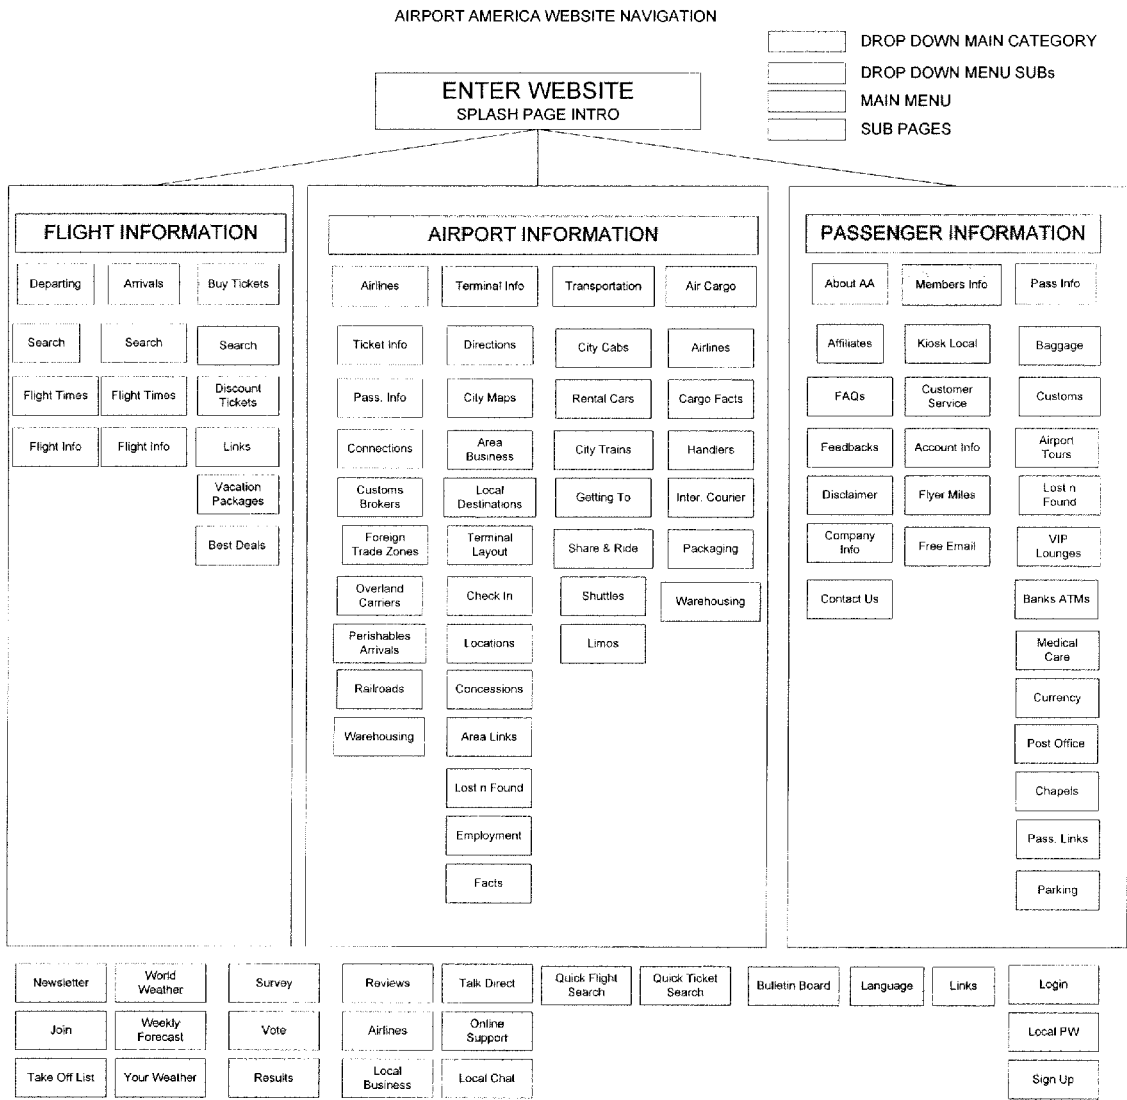 AIRPORT AMERICA WEBSITE NAVIGATION
DROP DOWN MAIN CATEGORY
DROP DOWN MENU SUBs
MAIN MENU
SUB PAGES
ENTER WEBSITE
SPLASH PAGE INTRO
FLIGHT INFORMATION
Departing
Search
Flight Times
Flight Info
Arrivals
Search
Flight Times
Flight Info
Buy Tickets
Search
Discount
Tickets
Links
Vacation
Packages
Best Deals
AIRPORT INFORMATION
Airlines
Ticket Info
Pass. Info
Connections
Customs
Brokers
Foreign
Trade Zones
Overland
Carriers
Perishables
Arrivals
Railroads
Warehousing
Terminal Info
Directions
City Maps
Area
Business
Local
Destinations
Terminal
Layout
Check In
Locations
Concessions
Area Links
Lost n Found
Employment
Facts
Transportation
City Cabs
Rental Cars
City Trains
Getting To
Share & Ride
Shuttles
Limos
Air Cargo
Airlines
Cargo Facts
Handlers
Inter. Courier
Packaging
Warehousing
PASSENGER INFORMATION
About AA
Affiliates
FAQs
Feedbacks
Disclaimer
Company
Info
Contact Us
Members Info
Kiosk Local
Customer
Service
Account Info
Flyer Miles
Free Email
Pass Info
Baggage
Customs
Airport
Tours
Lost n
Found
VIP
Lounges
Banks ATMs
Medical
Care
Currency
Post Office
Chapels
Pass. Links
Parking
Newsletter
Join
Take Off List
World
Weather
Weekly
Forecast
Your Weather
Survey
Vote
Results
Reviews
Airlines
Local
Business
Talk Direct
Online
Support
Local Chat
Quick Flight
Search
Quick Ticket
Search
Bulletin Board
Language
Links
Login
Local PW
Sign Up